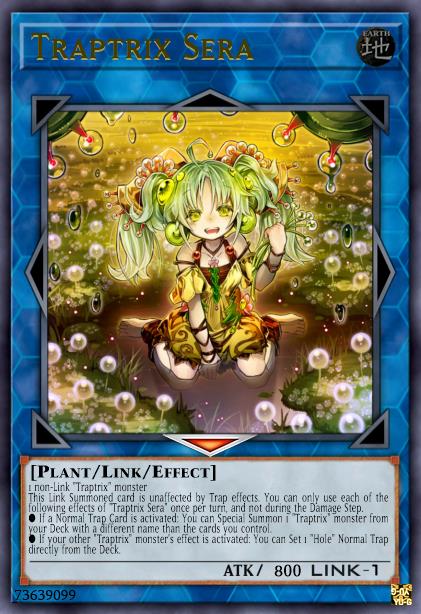 Traptrix Sera
EARTH
地
[Plant/Link/Effect]
1 non-Link "Traptrix" monster
This Link Summoned card is unaffected by Trap effects. You can only use each of the
following effects of "Traptrix Sera" once per turn, and not during the Damage Step.
● If a Normal Trap Card is activated: You can Special Summon 1 "Traptrix" monster from
your Deck with a different name than the cards you control.
● If your other "Traptrix" monster's effect is activated: You can Set 1 "Hole" Normal Trap
directly from the Deck.
ATK/ 800 LINK-1
73639099